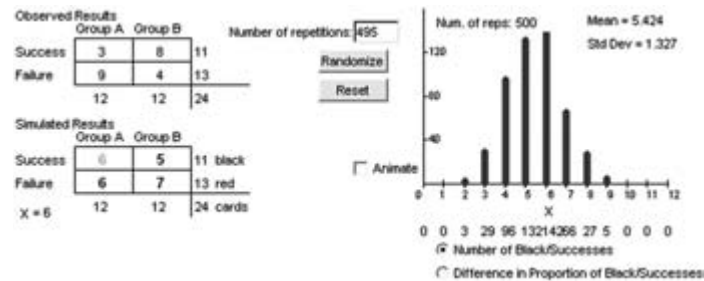 Observed Results
Group A Group B
Success 3 8 11
Failure 9 4 13
12 12 24
Simulated Results
Group A Group B
Success 6 5 11 black
Failure 6 7 13 red
X = 6 12 12 24 cards
Number of repetitions: 495
Randomize
Reset
Animate
Num. of reps: 500
Mean = 5.424
Std Dev = 1.327
120
80
40
0 1 2 3 4 5 6 7 8 9 10 11 12
X
0 0 3 29 96 13214266 27 5 0 0 0
Number of Black/Successes
Difference in Proportion of Black/Successes